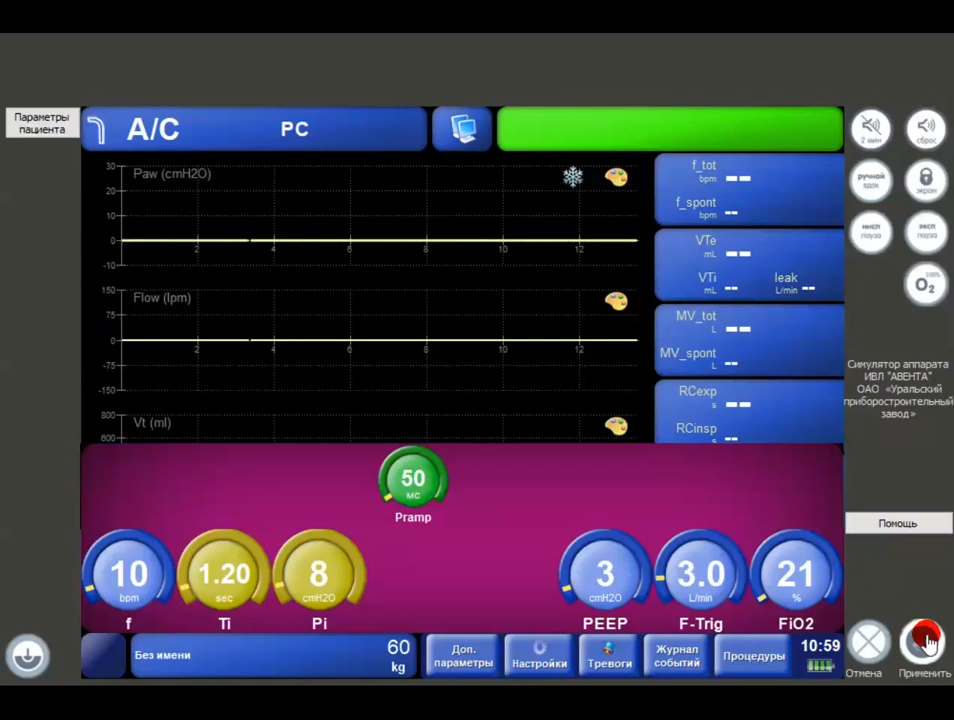 Параметры
пациента
A/C
PC
2 мин
сброс
ручной
вдох
экран
инсп
пауза
эксп
пауза
100%
O2
Paw (cmH2O)
30
20
10
0
-10
2
4
6
8
10
12
Flow (lpm)
150
75
0
-75
-150
2
4
6
8
10
12
Vt (ml)
800
600
f_tot
bpm --
f_spont
bpm --
VTe
mL --
VTi
mL --
leak
L/min --
MV_tot
L --
MV_spont
L --
RCexp
s --
RCinsp
s --
Симулятор аппарата
ИВЛ "АВЕНТА"
ОАО «Уральский
приборостроительный
завод»
50
мс
Pramp
10
bpm
f
1.20
sec
Ti
8
cmH2O
Pi
3
cmH2O
PEEP
3.0
L/min
F-Trig
21
%
FiO2
Помощь
Без имени
60
kg
Доп.
параметры
Настройки
Тревоги
Журнал
событий
Процедуры
10:59
Отмена
Применить